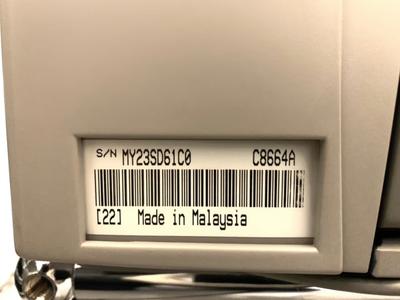 S/N MY23SD61C0 C8664A
[22] Made in Malaysia